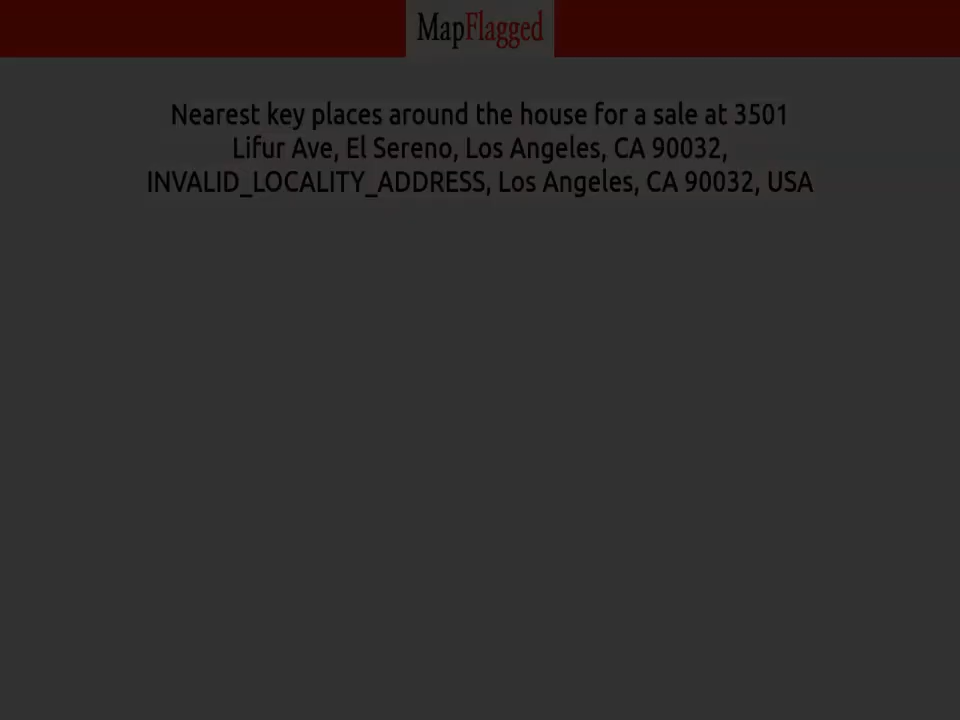 MapFlagged
Nearest key places around the house for a sale at 3501
Lifur Ave, El Sereno, Los Angeles, CA 90032,
INVALID_LOCALITY_ADDRESS, Los Angeles, CA 90032, USA